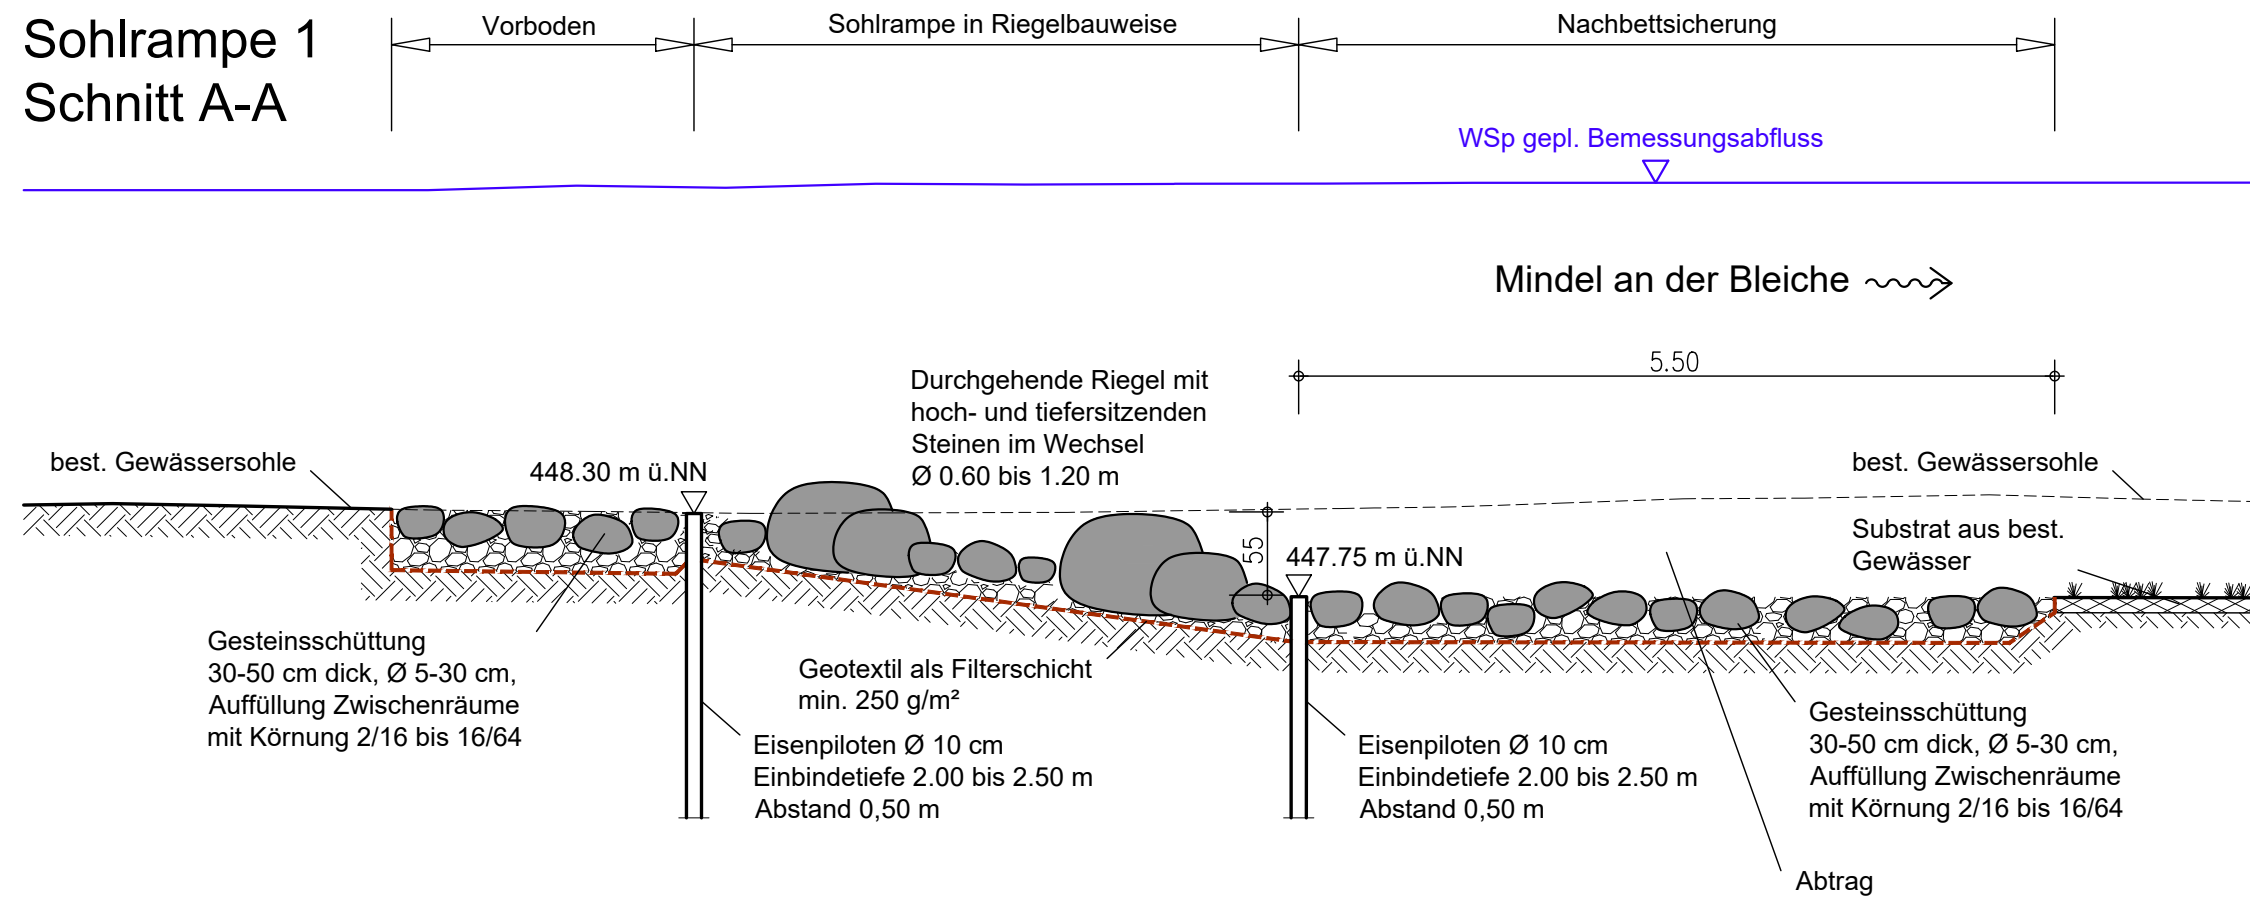 Sohlrampe 1
Schnitt A-A
Vorboden
Sohlrampe in Riegelbauweise
Nachbettsicherung
WSp gepl. Bemessungsabfluss
Mindel an der Bleiche
5.50
Durchgehende Riegel mit
hoch- und tiefersitzenden
Steinen im Wechsel
Ø 0.60 bis 1.20 m
best. Gewässersohle
448.30 m ü.NN
best. Gewässersohle
55
447.75 m ü.NN
Substrat aus best.
Gewässer
Gesteinsschüttung
30-50 cm dick, Ø 5-30 cm,
Auffüllung Zwischenräume
mit Körnung 2/16 bis 16/64
Geotextil als Filterschicht
min. 250 g/m²
Eisenpiloten Ø 10 cm
Einbindetiefe 2.00 bis 2.50 m
Abstand 0,50 m
Eisenpiloten Ø 10 cm
Einbindetiefe 2.00 bis 2.50 m
Abstand 0,50 m
Gesteinsschüttung
30-50 cm dick, Ø 5-30 cm,
Auffüllung Zwischenräume
mit Körnung 2/16 bis 16/64
Abtrag